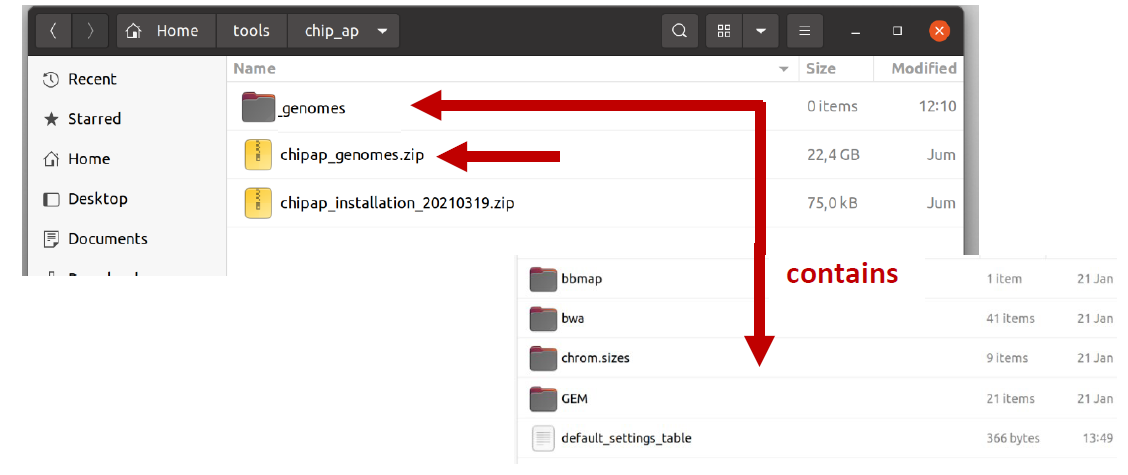 Home tools chip_ap
Recent
Starred
Home
Desktop
Documents
Name Size Modified
_genomes 0 items 12:10
chipap_genomes.zip 22,4 GB Jum
chipap_installation_20210319.zip 75,0 kB Jum
contains
bbmap 1 item 21 Jan
bwa 41 items 21 Jan
chrom.sizes 9 items 21 Jan
GEM 21 items 21 Jan
default_settings_table 366 bytes 13:49